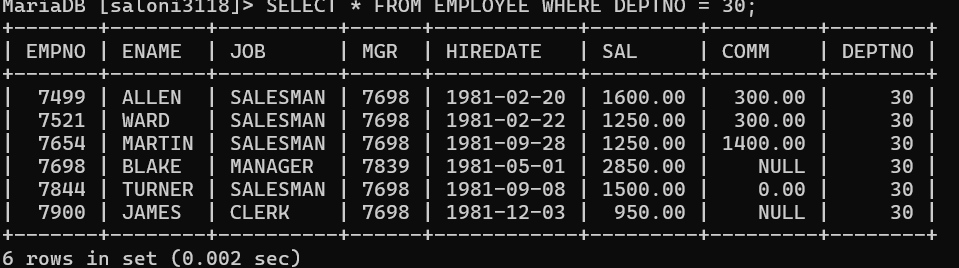 MariaDB [saloni3118]> SELECT * FROM EMPLOYEE WHERE DEPTNO = 30;
+-------+--------+----------+------+------------+---------+---------+--------+
| EMPNO | ENAME  | JOB      | MGR  | HIREDATE   | SAL     | COMM    | DEPTNO |
+-------+--------+----------+------+------------+---------+---------+--------+
|  7499 | ALLEN  | SALESMAN | 7698 | 1981-02-20 | 1600.00 | 300.00  |     30 |
|  7521 | WARD   | SALESMAN | 7698 | 1981-02-22 | 1250.00 | 300.00  |     30 |
|  7654 | MARTIN | SALESMAN | 7698 | 1981-09-28 | 1250.00 | 1400.00 |     30 |
|  7698 | BLAKE  | MANAGER  | 7839 | 1981-05-01 | 2850.00 |    NULL |     30 |
|  7844 | TURNER | SALESMAN | 7698 | 1981-09-08 | 1500.00 |    0.00 |     30 |
|  7900 | JAMES  | CLERK    | 7698 | 1981-12-03 |  950.00 |    NULL |     30 |
+-------+--------+----------+------+------------+---------+---------+--------+
6 rows in set (0.002 sec)